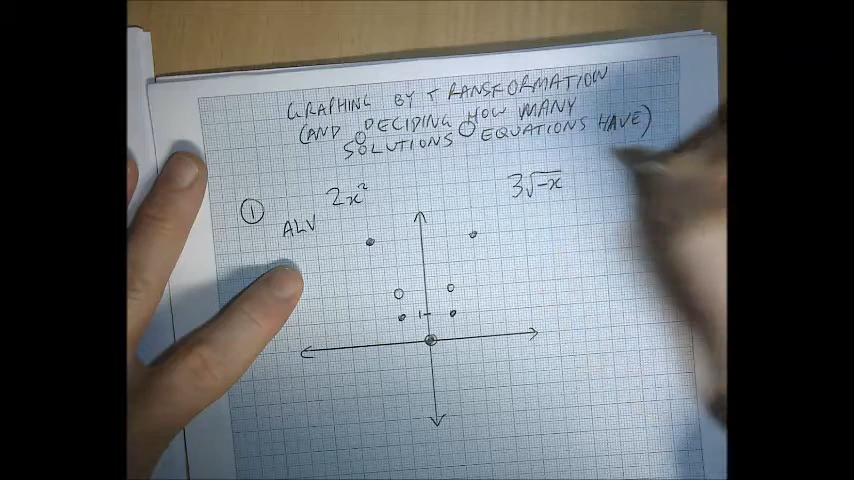 GRAPHING BY TRANSFORMATION
(AND DECIDING HOW MANY
SOLUTIONS EQUATIONS HAVE)
① 2x² 3√-x
ALV
1